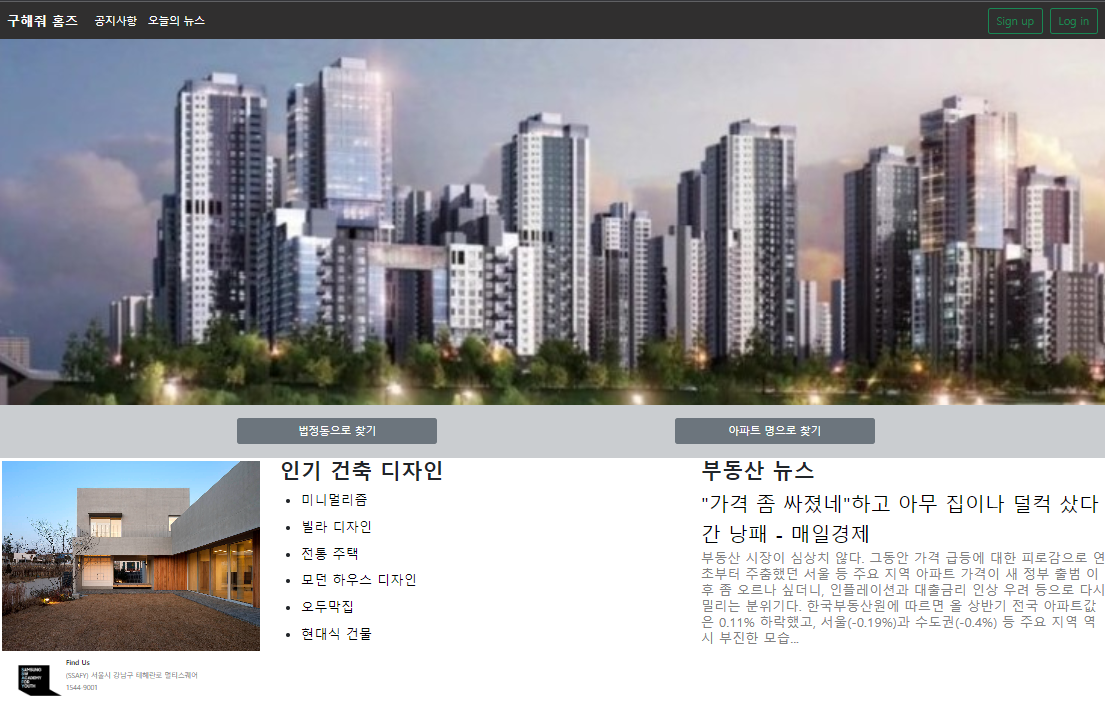 구해줘 홈즈 공지사항 오늘의 뉴스 Sign up Log in
법정동으로 찾기 아파트 명으로 찾기
인기 건축 디자인
미니멀리즘
빌라 디자인
전통 주택
모던 하우스 디자인
오두막집
현대식 건물
부동산 뉴스
"가격 좀 싸졌네"하고 아무 집이나 덜컥 샀다
간 낭패 - 매일경제
부동산 시장이 심상치 않다. 그동안 가격 급등에 대한 피로감으로 연
초부터 주춤했던 서울 등 주요 지역 아파트 가격이 새 정부 출범 이
후 좀 오르나 싶더니, 인플레이션과 대출금리 인상 우려 등으로 다시
밀리는 분위기다. 한국부동산원에 따르면 올 상반기 전국 아파트값
은 0.11% 하락했고, 서울(-0.19%)과 수도권(-0.4%) 등 주요 지역 역
시 부진한 모습...
SAMSUNG
SW
ACADEMY
FOR
YOUTH
Find Us
(SSAFY) 서울시 강남구 테헤란로 멀티스퀘어
1544-9001